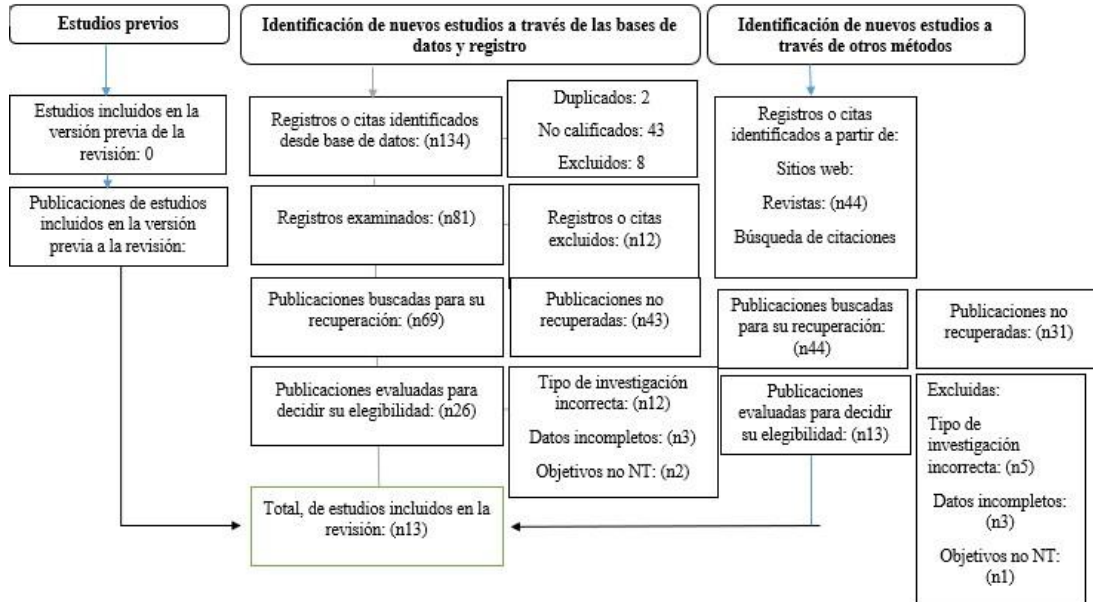 Estudios previos
Estudios incluidos en la
versión previa de la
revisión: 0
Publicaciones de estudios
incluidos en la versión
previa a la revisión:
Identificación de nuevos estudios a través de las bases de
datos y registro
Registros o citas identificados
desde base de datos: (n134)
Duplicados: 2
No calificados: 43
Excluidos: 8
Registros examinados: (n81)
Registros o citas
excluidos: (n12)
Publicaciones buscadas para su
recuperación: (n69)
Publicaciones no
recuperadas: (n43)
Publicaciones evaluadas para
decidir su elegibilidad: (n26)
Tipo de investigación
incorrecta: (n12)
Datos incompletos: (n3)
Objetivos no NT: (n2)
Total, de estudios incluidos en la
revisión: (n13)
Identificación de nuevos estudios a
través de otros métodos
Registros o citas
identificados a partir de:
Sitios web:
Revistas: (n44)
Búsqueda de citaciones
Publicaciones buscadas
para su recuperación:
(n44)
Publicaciones no
recuperadas: (n31)
Publicaciones
evaluadas para decidir
su elegibilidad: (n13)
Excluidas:
Tipo de
investigación
incorrecta: (n5)
Datos incompletos:
(n3)
Objetivos no NT:
(n1)